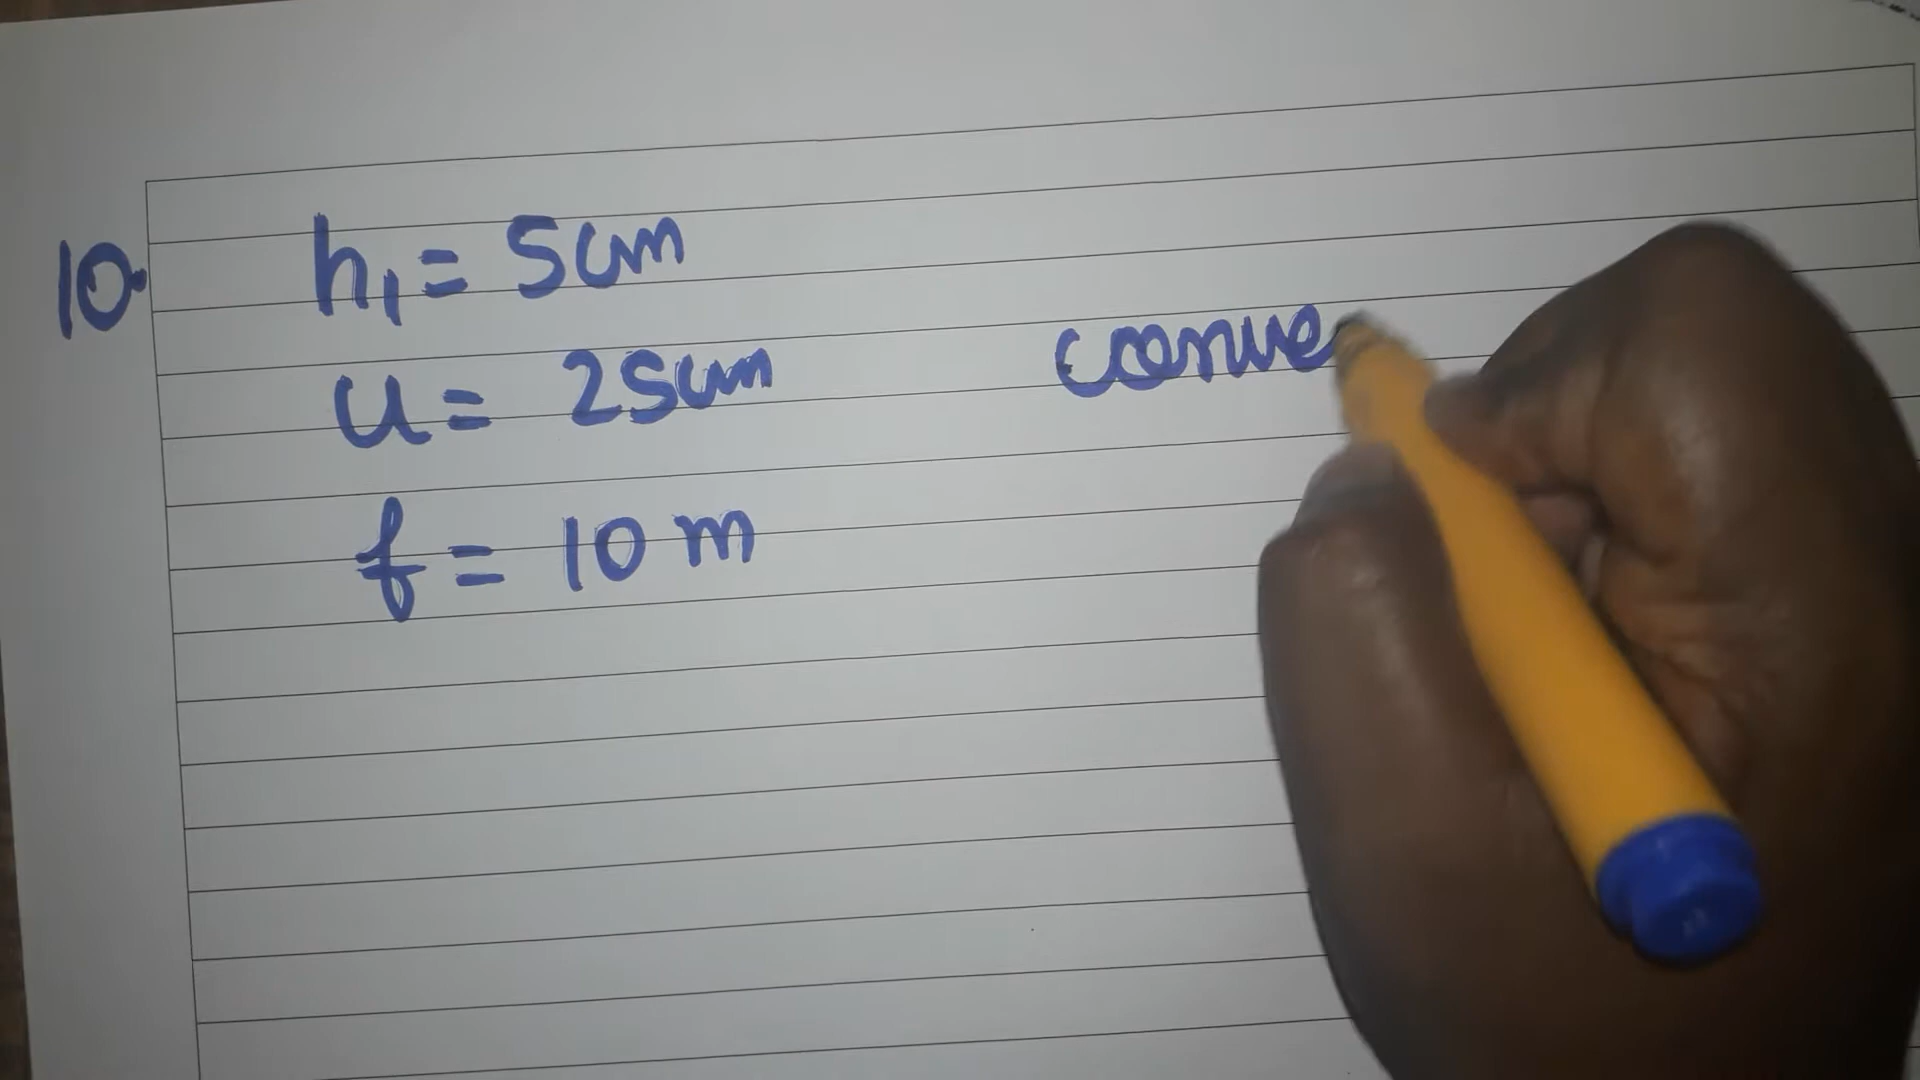 10. h₁ = 5cm
u = 25cm
conve
f = 10 m